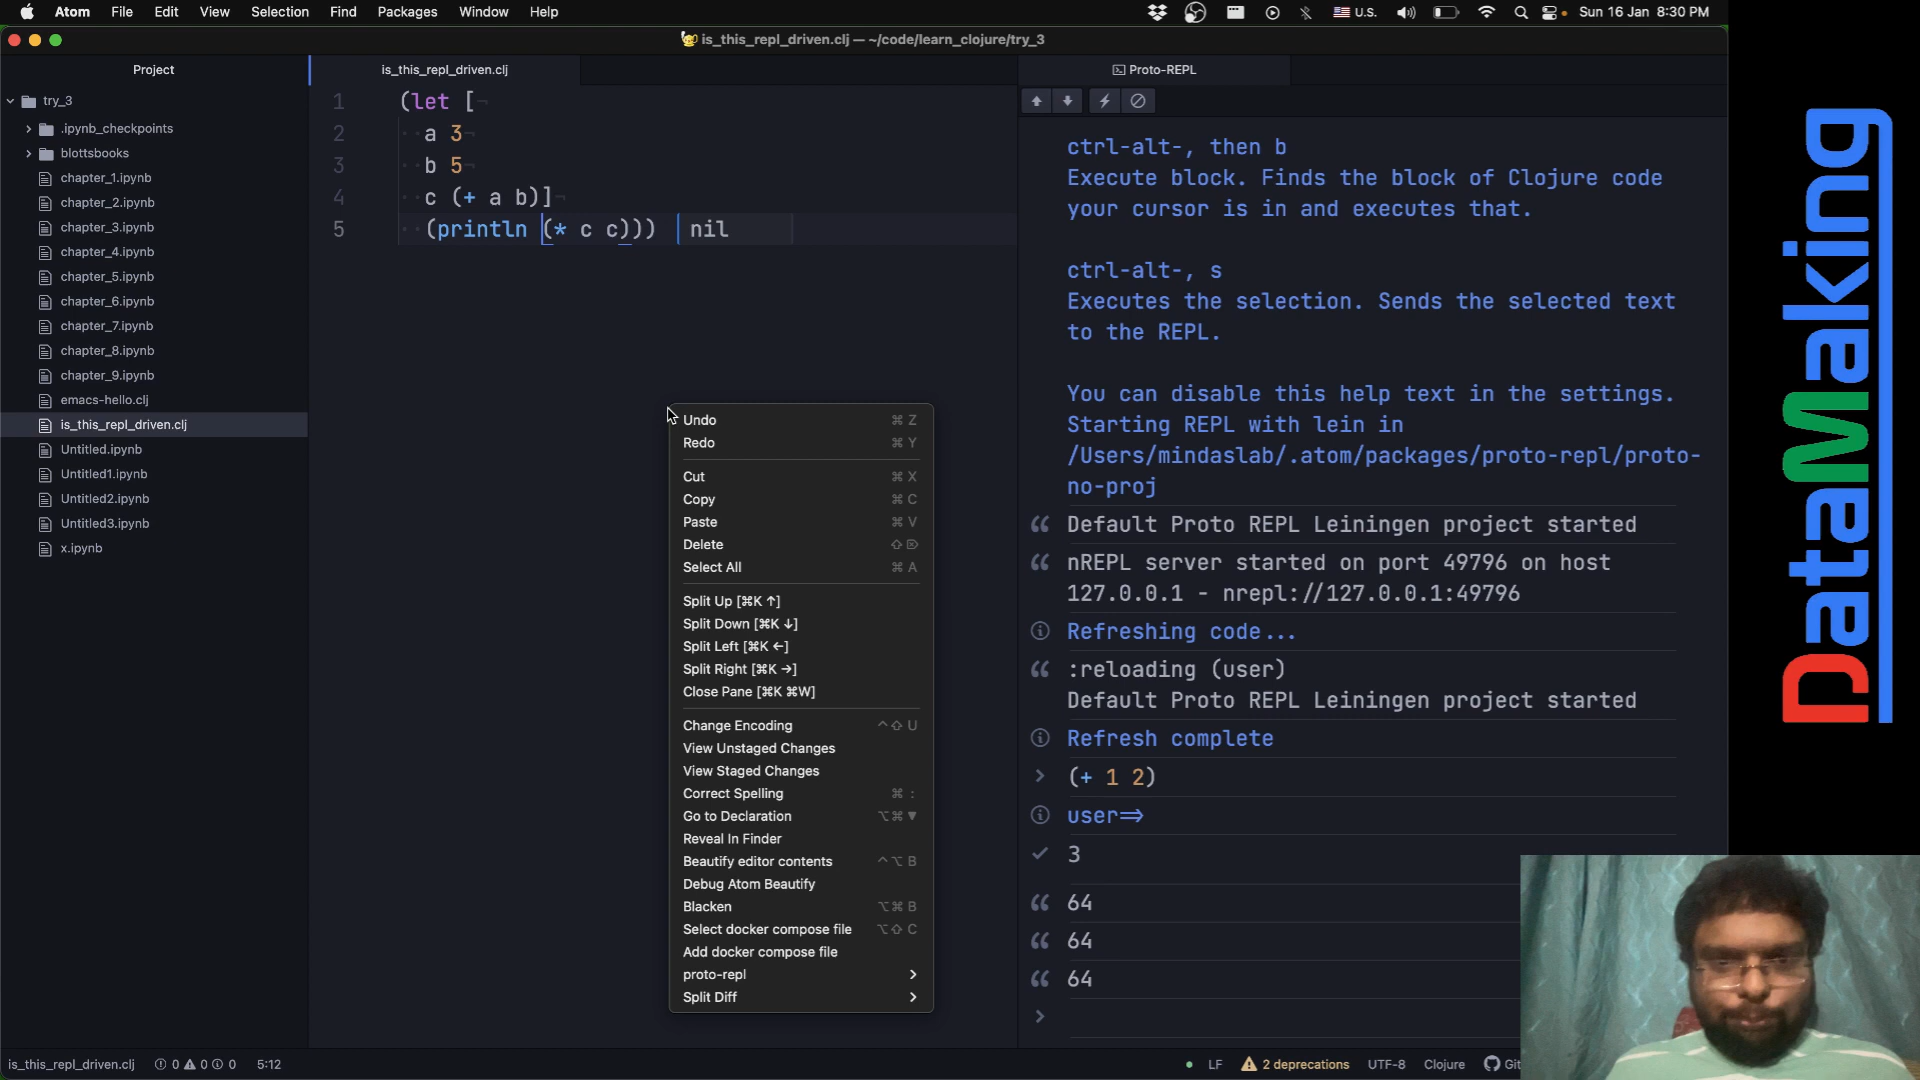 Atom File Edit View Selection Find Packages Window Help
U.S. Sun 16 Jan 8:30 PM
is_this_repl_driven.clj — ~/code/learn_clojure/try_3
Project
try_3
.ipynb_checkpoints
blottsbooks
chapter_1.ipynb
chapter_2.ipynb
chapter_3.ipynb
chapter_4.ipynb
chapter_5.ipynb
chapter_6.ipynb
chapter_7.ipynb
chapter_8.ipynb
chapter_9.ipynb
emacs-hello.clj
is_this_repl_driven.clj
Untitled.ipynb
Untitled1.ipynb
Untitled2.ipynb
Untitled3.ipynb
x.ipynb
is_this_repl_driven.clj
1 (let [¬
2 a 3¬
3 b 5¬
4 c (+ a b)]¬
5 (println (* c c))) nil
Undo ⌘ Z
Redo ⌘ Y
Cut ⌘ X
Copy ⌘ C
Paste ⌘ V
Delete ⇧ ⌦
Select All ⌘ A
Split Up [⌘K ↑]
Split Down [⌘K ↓]
Split Left [⌘K ←]
Split Right [⌘K →]
Close Pane [⌘K ⌘W]
Change Encoding ^⇧ U
View Unstaged Changes
View Staged Changes
Correct Spelling ⌘ :
Go to Declaration ⌥⌘ ▼
Reveal In Finder
Beautify editor contents ^⌥ B
Debug Atom Beautify
Blacken ⌥⌘ B
Select docker compose file ⌥⇧ C
Add docker compose file
proto-repl
Split Diff
Proto-REPL
ctrl-alt-, then b
Execute block. Finds the block of Clojure code
your cursor is in and executes that.
ctrl-alt-, s
Executes the selection. Sends the selected text
to the REPL.
You can disable this help text in the settings.
Starting REPL with lein in
/Users/mindaslab/.atom/packages/proto-repl/proto-
no-proj
Default Proto REPL Leiningen project started
nREPL server started on port 49796 on host
127.0.0.1 - nrepl://127.0.0.1:49796
Refreshing code...
:reloading (user)
Default Proto REPL Leiningen project started
Refresh complete
(+ 1 2)
user=>
3
64
64
64
is_this_repl_driven.clj 0 0 0 5:12
LF 2 deprecations UTF-8 Clojure Git
DataMaking